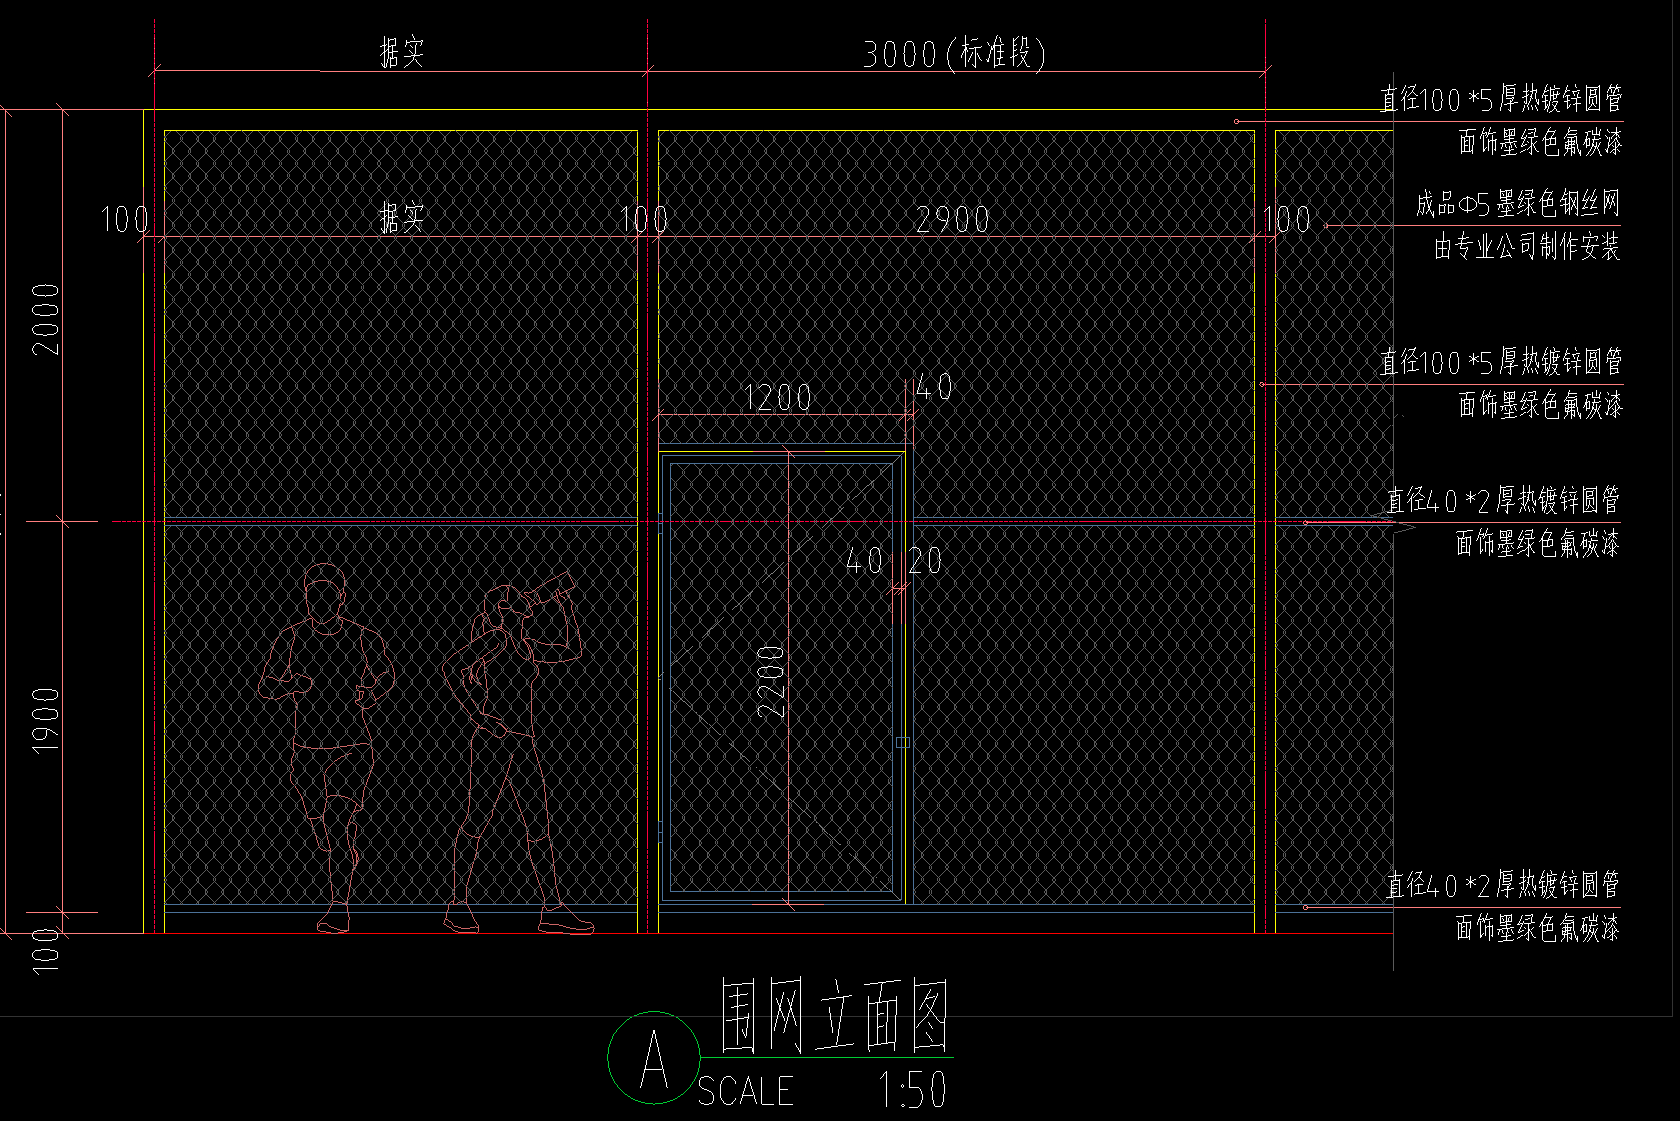 据实
3000(标准段)
直径100*5厚热镀锌圆管
面饰墨绿色氟碳漆
成品Φ5墨绿色钢丝网
由专业公司制作安装
100
据实
100
2900
100
2000
直径100*5厚热镀锌圆管
面饰墨绿色氟碳漆
1200
40
直径40*2厚热镀锌圆管
面饰墨绿色氟碳漆
40
20
2200
1900
直径40*2厚热镀锌圆管
面饰墨绿色氟碳漆
100
围网立面图
A
SCALE 1:50